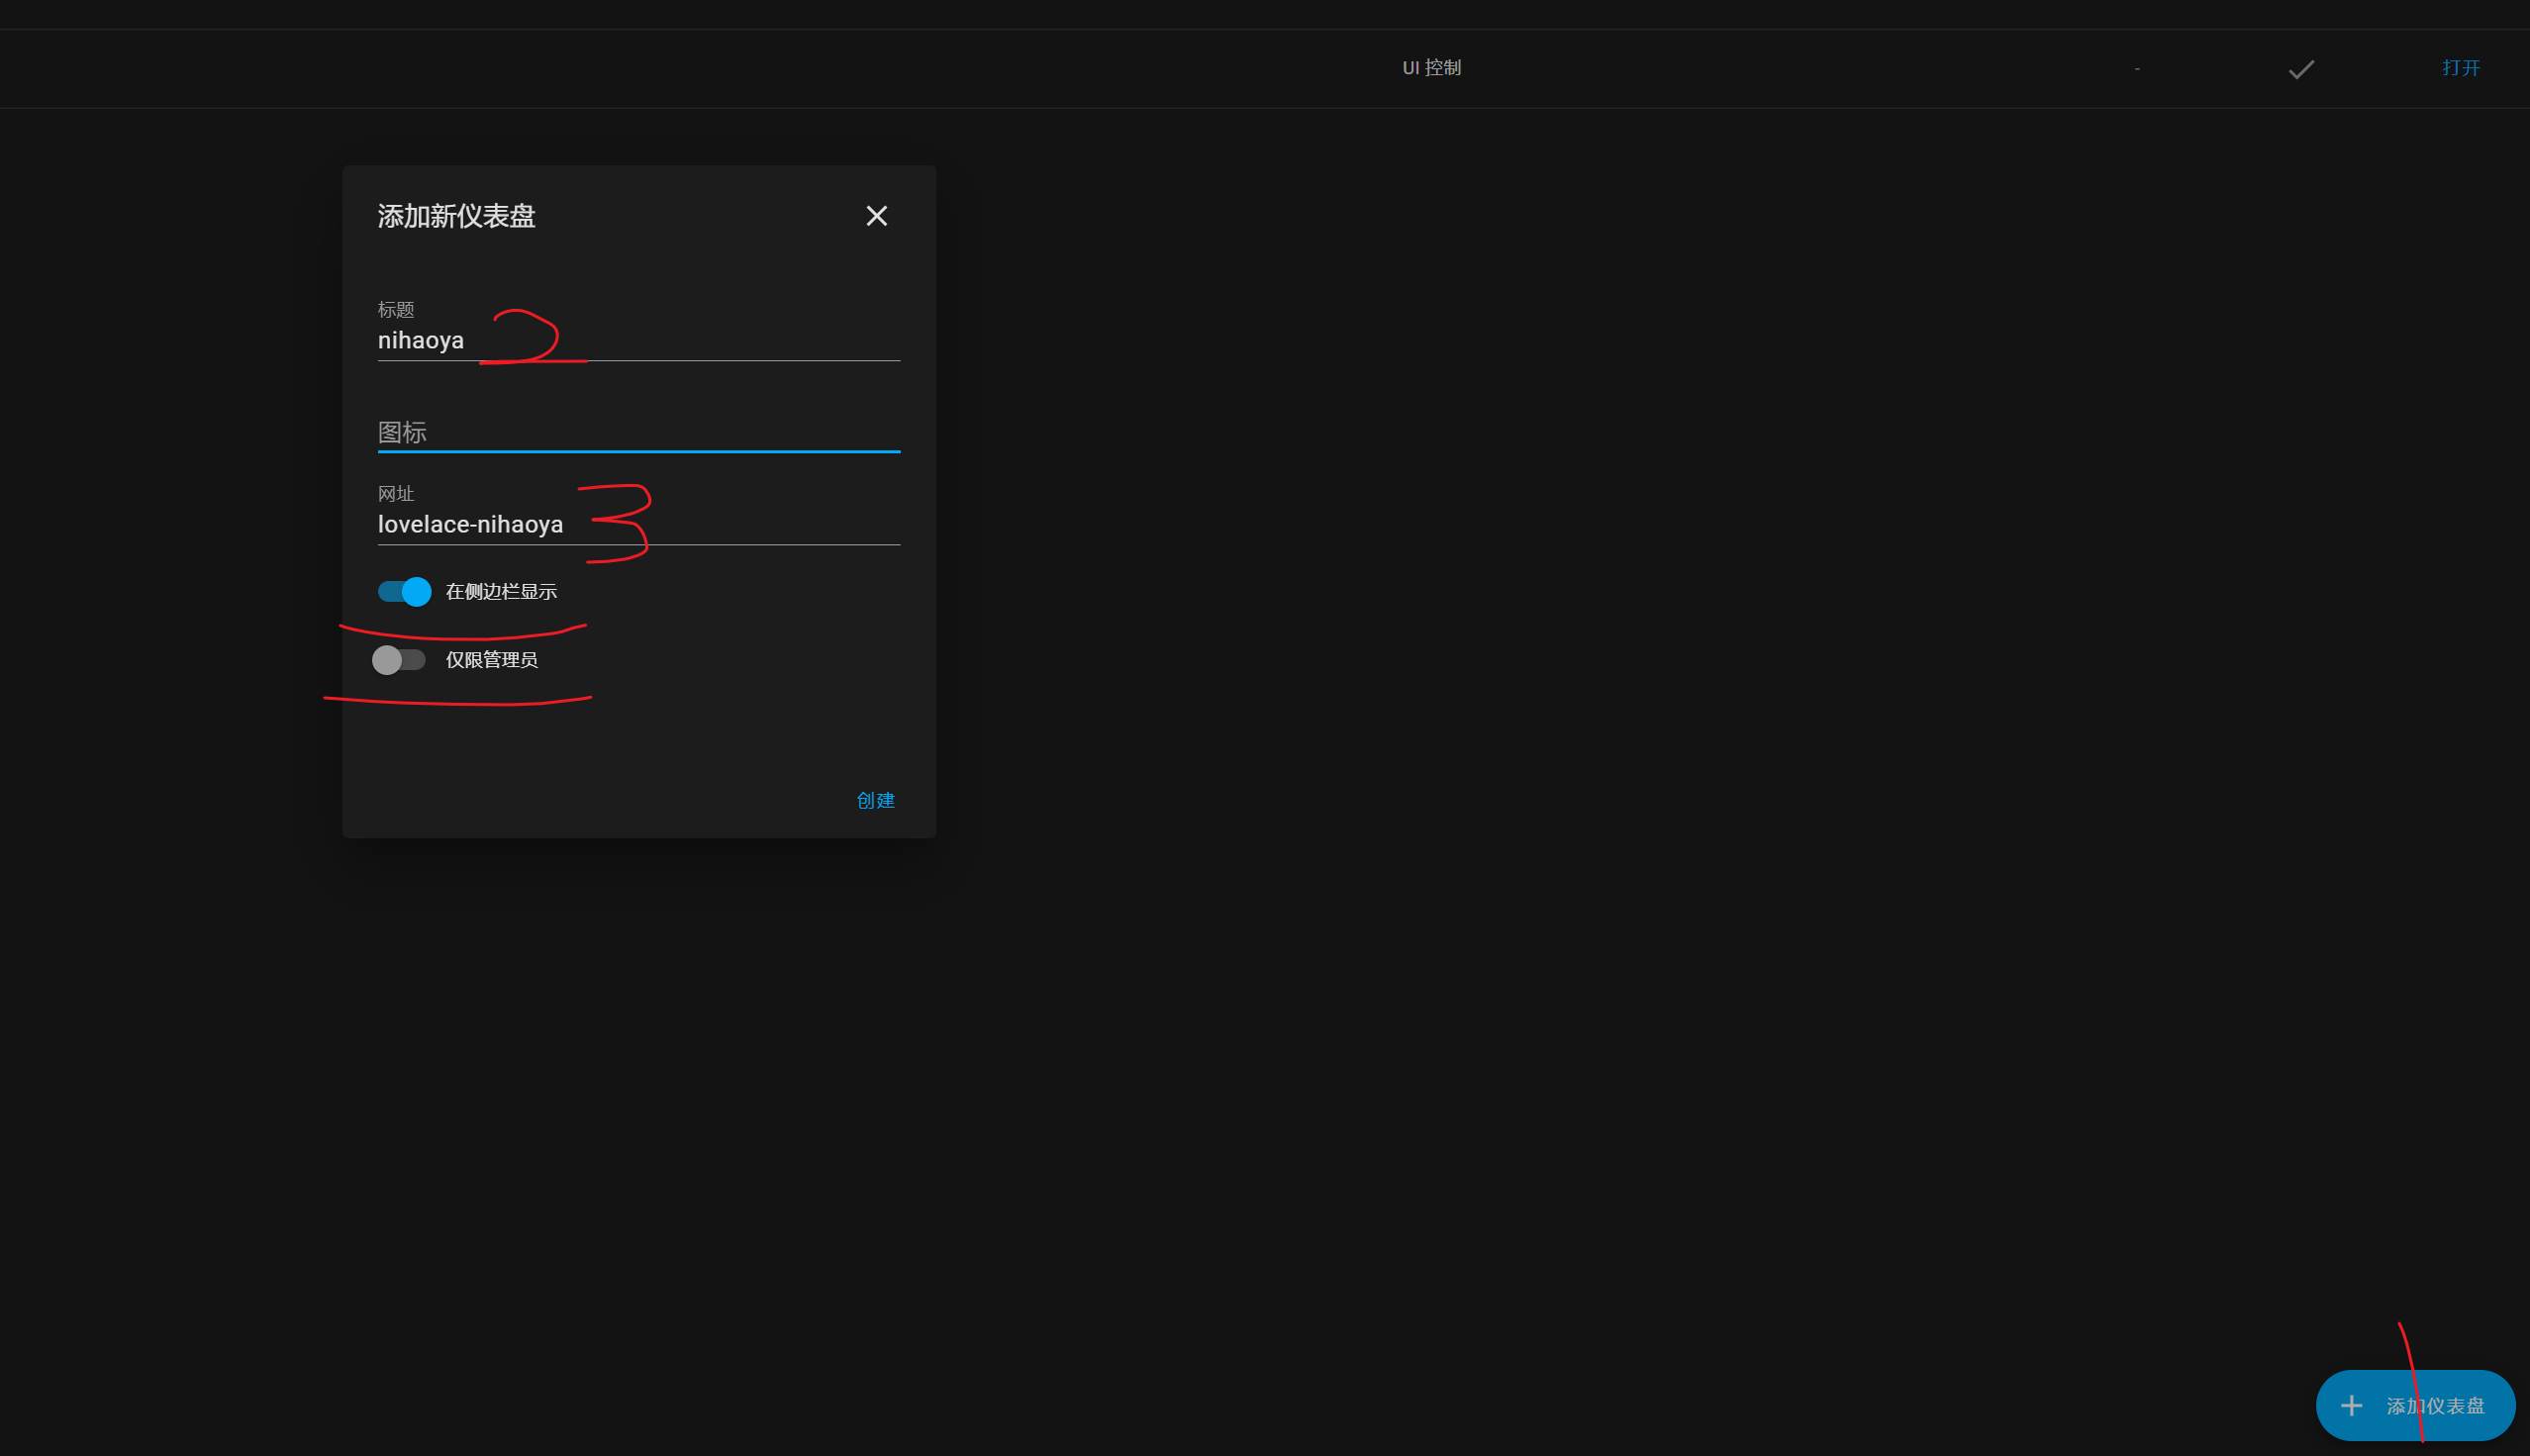 UI 控制 - 打开
添加新仪表盘
标题
nihaoya 2
图标
网址
lovelace-nihaoya 3
在侧边栏显示
仅限管理员
创建
1
添加仪表盘